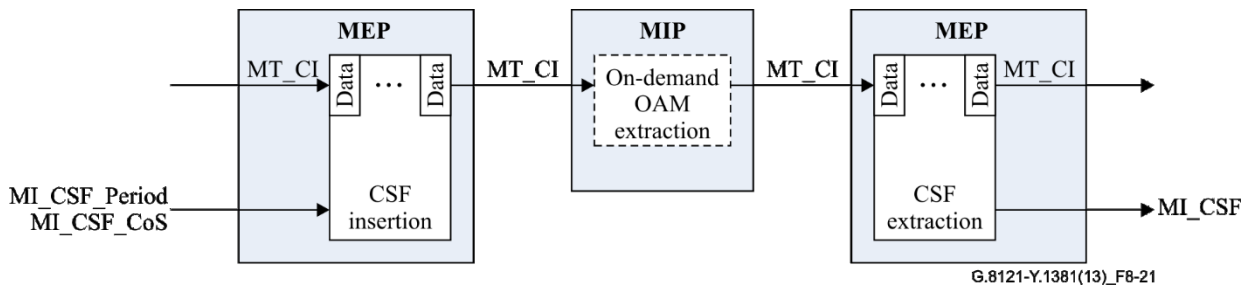 MEP
MIP
MEP
MT_CI
Data
...
Data
MT_CI
On-demand
OAM
extraction
MT_CI
Data
...
Data
MT_CI
MI_CSF_Period
MI_CSF_CoS
CSF
insertion
CSF
extraction
MI_CSF
G.8121-Y.1381(13)_F8-21